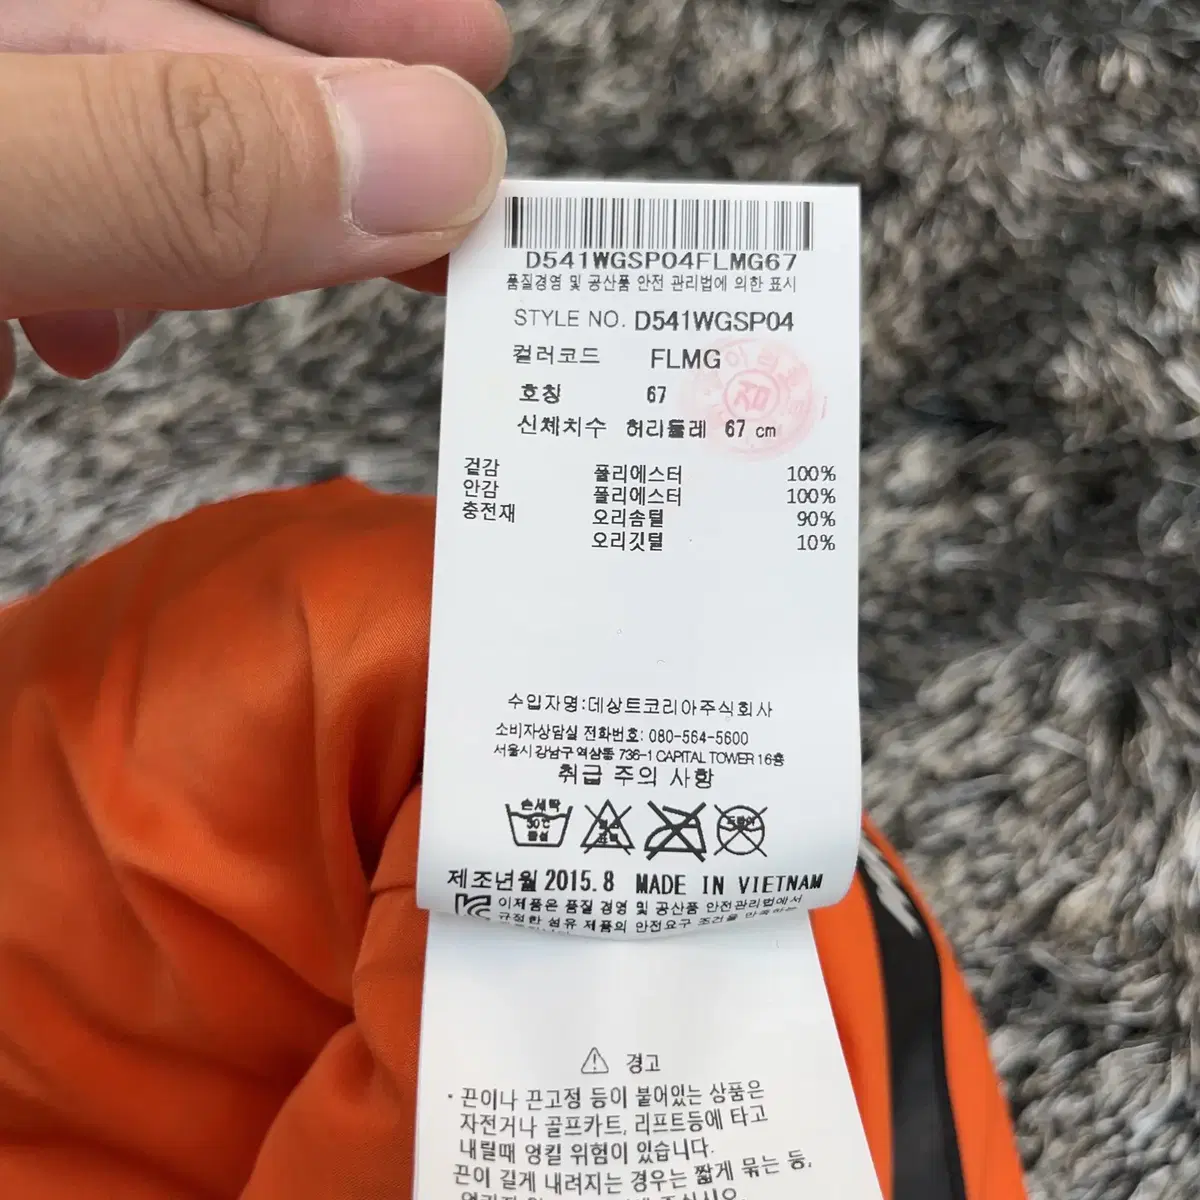 D541WGSP04FLMG67
품질경영 및 공산품 안전 관리법에 의한 표시
STYLE NO. D541WGSP04
컬러코드 FLMG
호칭 67
신체치수 허리둘레 67 cm
겉감 폴리에스터 100%
안감 폴리에스터 100%
충전재 오리솜털 90%
오리깃털 10%
수입자명:데상트코리아주식회사
소비자상담실 전화번호: 080-564-5600
서울시 강남구 역삼동 736-1 CAPITAL TOWER 16층
취급 주의 사항
손세탁
30℃
중성
드라이
제조년월 2015.8 MADE IN VIETNAM
이제품은 품질 경영 및 공산품 안전관리법에서
규정한 섬유 제품의 안전요구 조건을
⚠ 경고
· 끈이나 끈고정 등이 붙어있는 상품은
자전거나 골프카트, 리프트등에 타고
내릴때 엉킬 위험이 있습니다.
끈이 길게 내려지는 경우는 짧게 묶는 등,